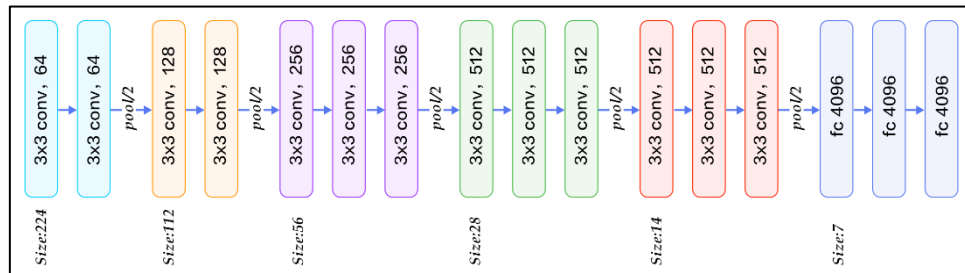 3x3 conv, 64
3x3 conv, 64
pool/2
3x3 conv, 128
3x3 conv, 128
pool/2
3x3 conv, 256
3x3 conv, 256
3x3 conv, 256
pool/2
3x3 conv, 512
3x3 conv, 512
3x3 conv, 512
pool/2
3x3 conv, 512
3x3 conv, 512
3x3 conv, 512
pool/2
fc 4096
fc 4096
fc 4096
Size:224
Size:112
Size:56
Size:28
Size:14
Size:7